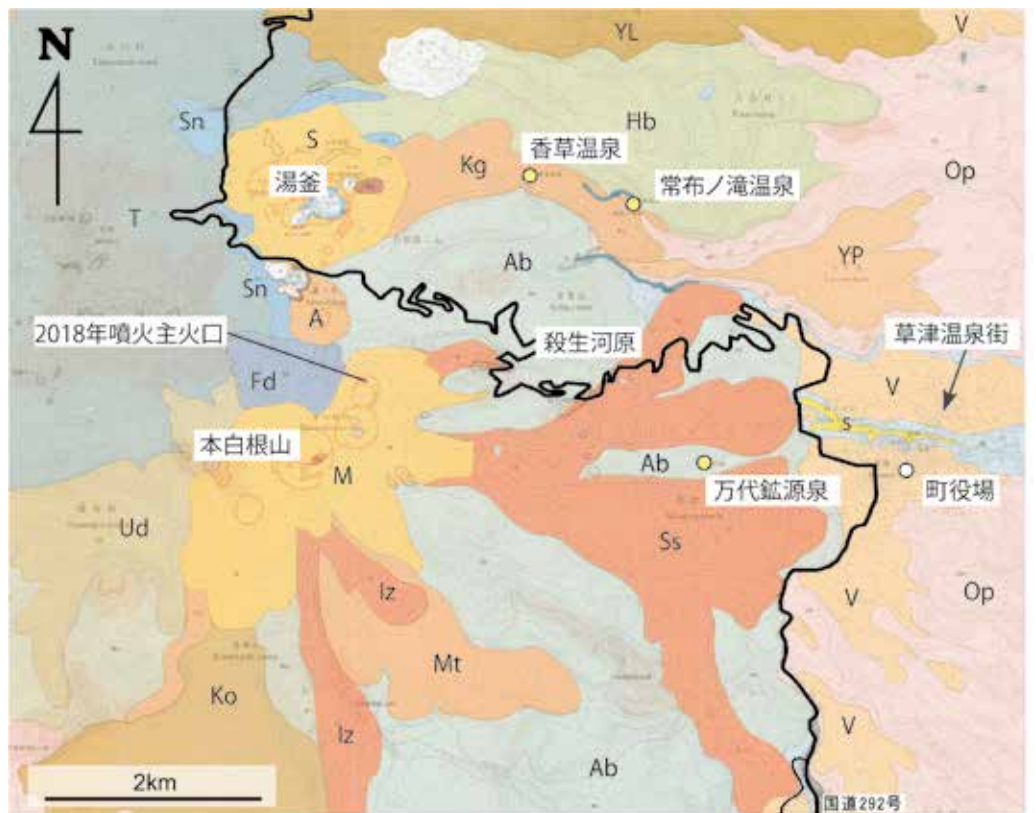 N
YL
V
Sn
S
Hb
香草温泉
湯釜
Kg
常布ノ滝温泉
Op
T
Ab
YP
Sn
A
2018年噴火主火口
殺生河原
草津温泉街
Fd
V
s
本白根山
M
Ab
万代鉱源泉
町役場
Ud
Ss
Iz
V
Op
Mt
Ko
V
Iz
Ab
2km
国道292号